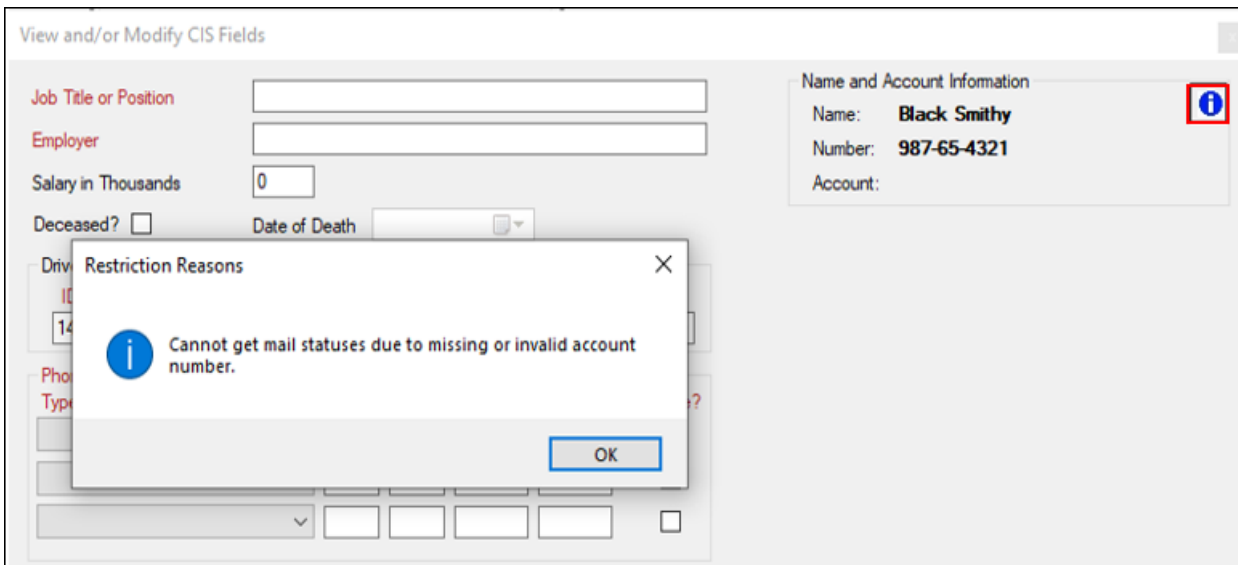 View and/or Modify CIS Fields
Job Title or Position
Name and Account Information
Name: Black Smithy
Employer
Number: 987-65-4321
Salary in Thousands 0
Account:
Deceased? Date of Death
Restriction Reasons
Cannot get mail statuses due to missing or invalid account
number.
14
OK